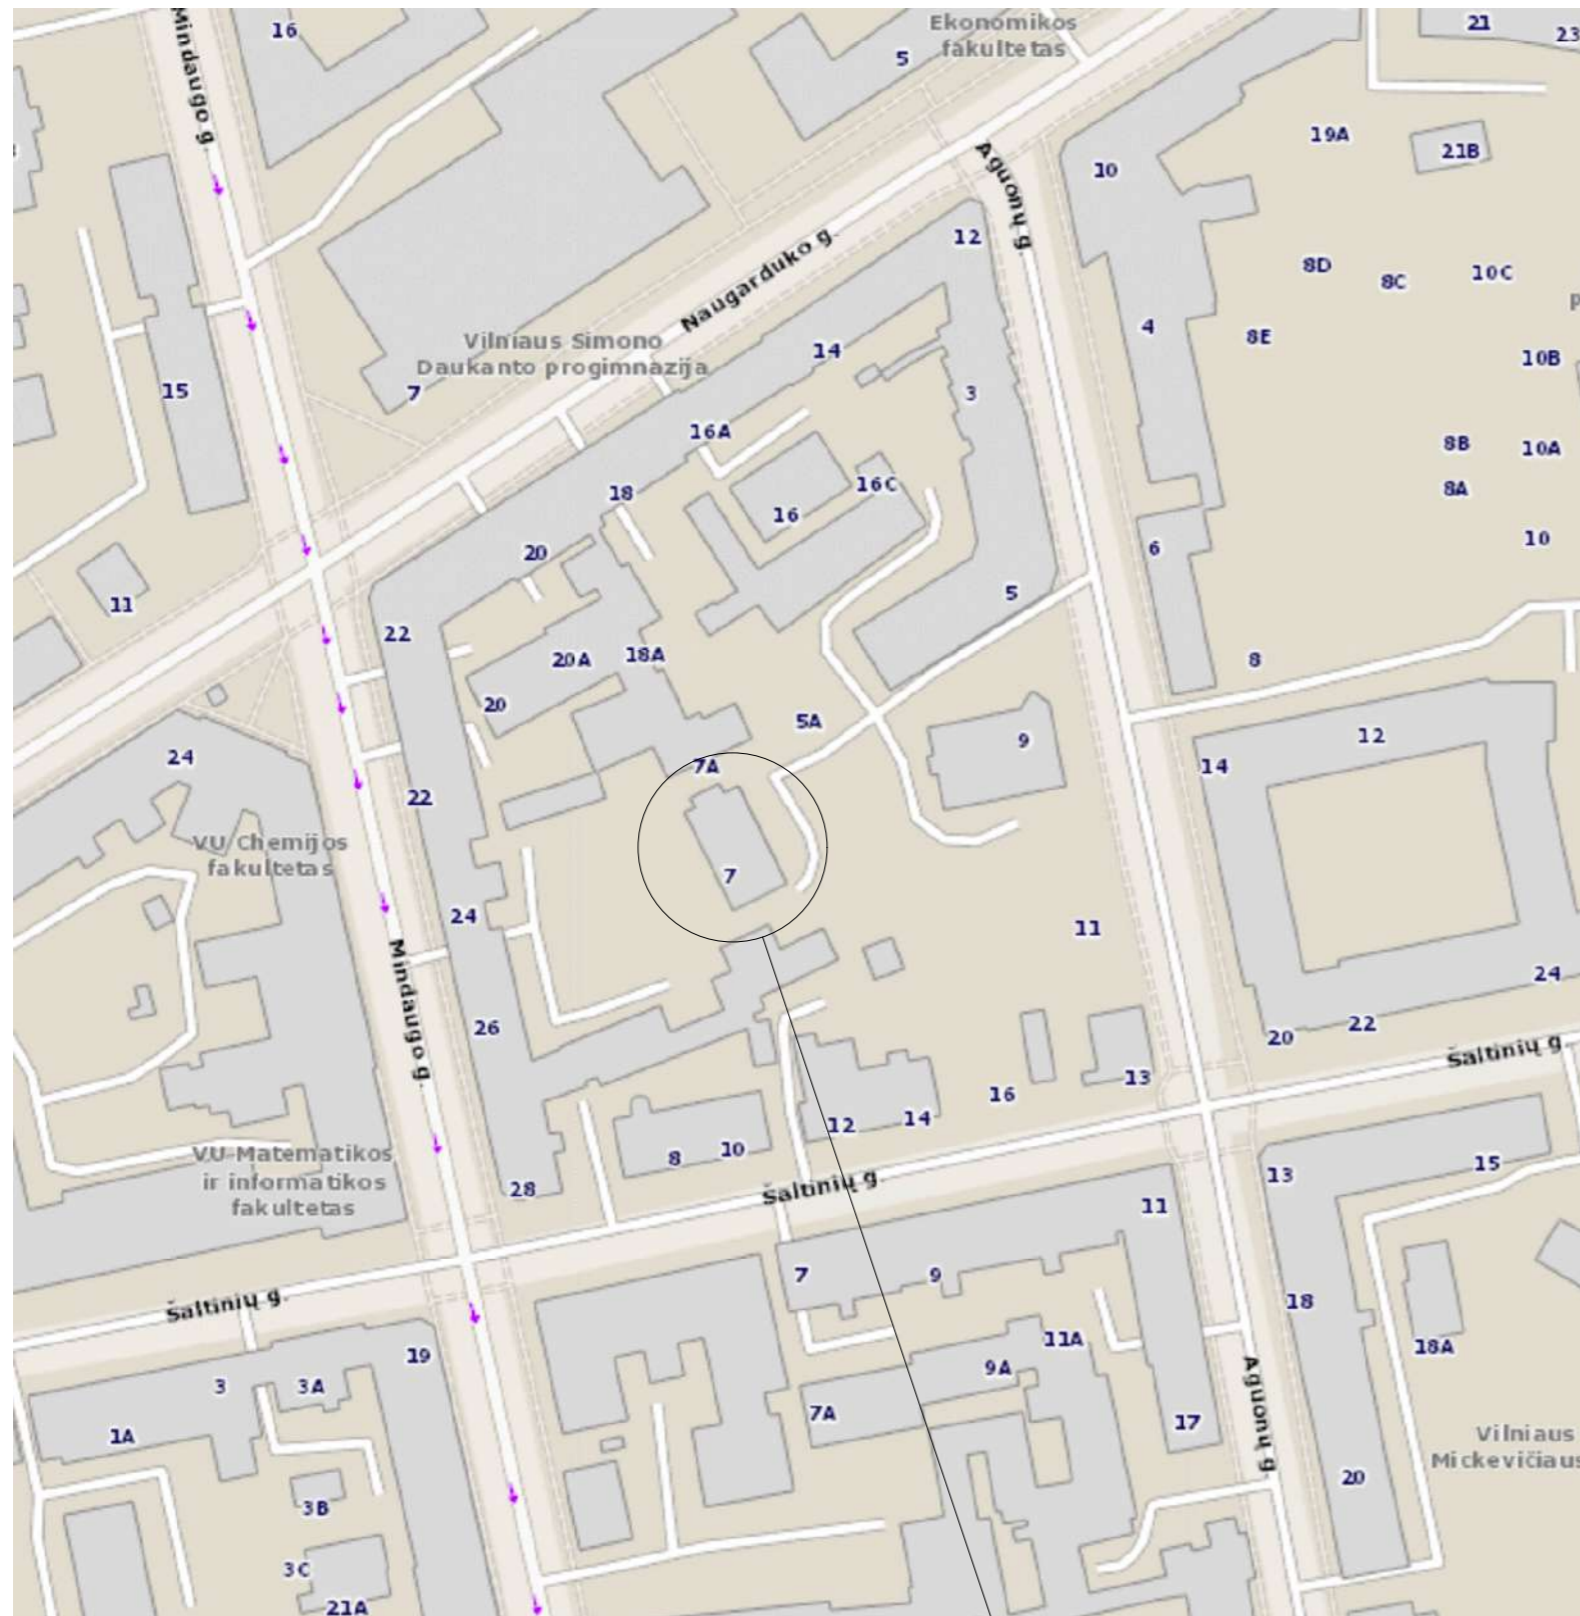 Ekonomikos
fakultetas
21
23
16
5
Mindaugo g.
19A
21B
10
Aguonų g.
12
8D
8C
10C
Naugarduko g.
4
8E
Vilniaus Simono
Daukanto progimnazija
14
10B
15
7
3
16A
8B
10A
18
16C
8A
16
10
20
6
11
5
22
20A
18A
8
20
5A
9
12
24
7A
14
22
VU Chemijos
fakultetas
7
24
11
24
Mindaugo g.
26
20
22
Šaltinių g.
13
16
12
14
VU Matematikos
ir informatikos
fakultetas
8
10
15
13
28
Šaltinių g.
11
7
9
18
Šaltinių g.
19
11A
18A
3
3A
9A
Aguonų g.
1A
7A
17
Vilniaus
Mickevičiaus
20
3B
3C
21A